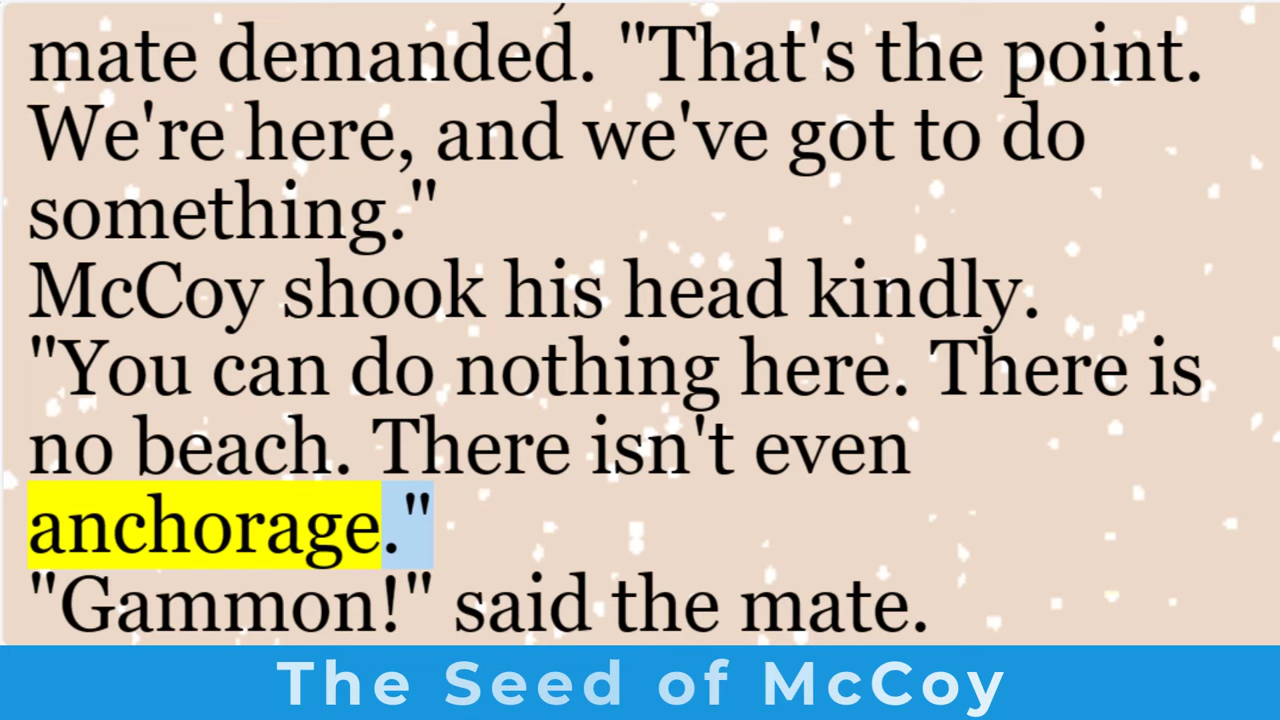 mate demanded. "That's the point.
We're here, and we've got to do
something."
McCoy shook his head kindly.
"You can do nothing here. There is
no beach. There isn't even
anchorage."
"Gammon!" said the mate.
The Seed of McCoy